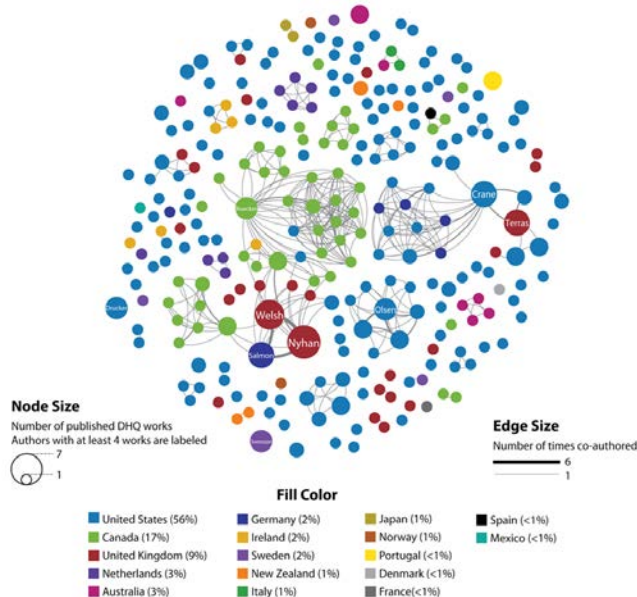 Crane
Terras
Drucker
Olsen
Welsh
Nyhan
Salmon
Node Size
Number of published DHQ works
Authors with at least 4 works are labeled
7
1
Edge Size
Number of times co-authored
6
1
Fill Color
United States (56%)
Canada (17%)
United Kingdom (9%)
Netherlands (3%)
Australia (3%)
Germany (2%)
Ireland (2%)
Sweden (2%)
New Zealand (1%)
Italy (1%)
Japan (1%)
Norway (1%)
Portugal (<1%)
Denmark (<1%)
France(<1%)
Spain (<1%)
Mexico (<1%)